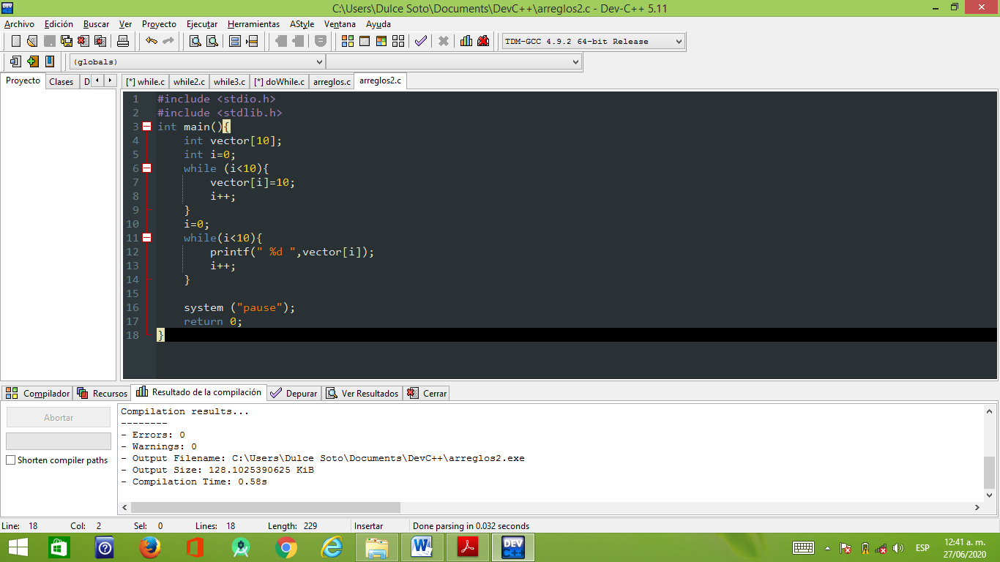 C:\Users\Dulce Soto\Documents\DevC++\arreglos2.c - Dev-C++ 5.11
Archivo Edición Buscar Ver Proyecto Ejecutar Herramientas AStyle Ventana Ayuda
TDM-GCC 4.9.2 64-bit Release
(globals)
Proyecto Clases D
[*] while.c while2.c while3.c [*] doWhile.c arreglos.c arreglos2.c
1 #include <stdio.h>
2 #include <stdlib.h>
3 int main(){
4 int vector[10];
5 int i=0;
6 while (i<10){
7 vector[i]=10;
8 i++;
9 }
10 i=0;
11 while(i<10){
12 printf(" %d ",vector[i]);
13 i++;
14 }
15
16 system ("pause");
17 return 0;
18 }
Compilador Recursos Resultado de la compilación Depurar Ver Resultados Cerrar
Abortar
Shorten compiler paths
Compilation results...
--------
- Errors: 0
- Warnings: 0
- Output Filename: C:\Users\Dulce Soto\Documents\DevC++\arreglos2.exe
- Output Size: 128.1025390625 KiB
- Compilation Time: 0.58s
Line: 18 Col: 2 Sel: 0 Lines: 18 Length: 229 Insertar Done parsing in 0.032 seconds
DEV C++
ESP
12:41 a. m.
27/06/2020